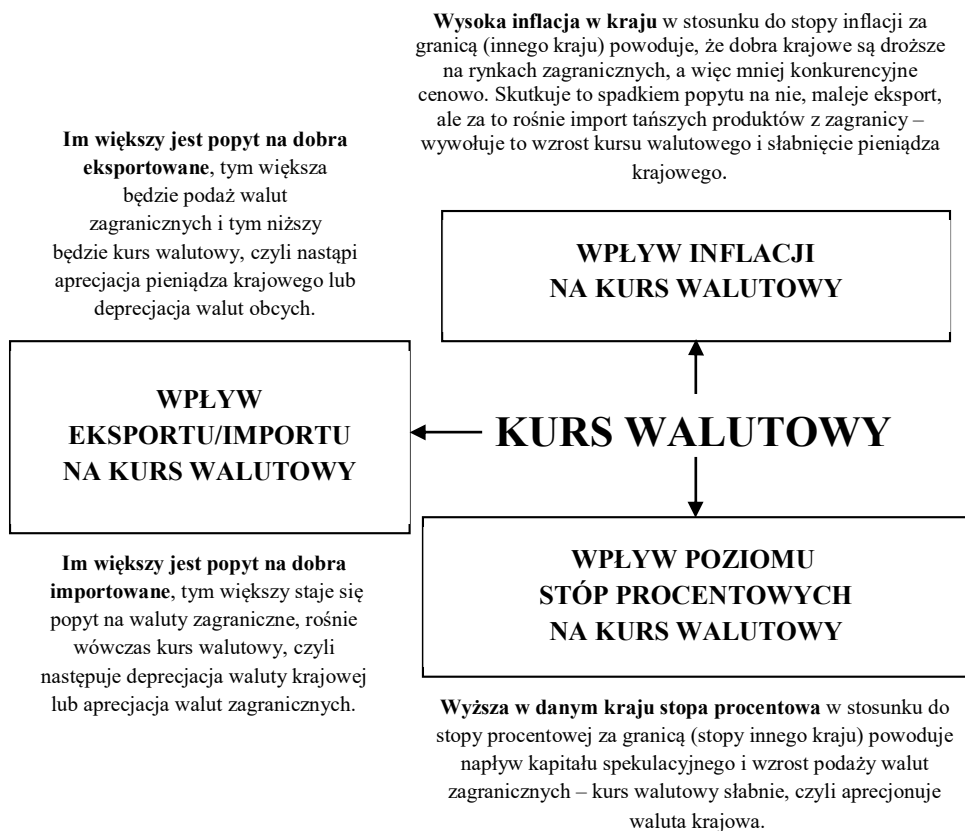 Wysoka inflacja w kraju w stosunku do stopy inflacji za
granicą (innego kraju) powoduje, że dobra krajowe są droższe
na rynkach zagranicznych, a więc mniej konkurencyjne
cenowo. Skutkuje to spadkiem popytu na nie, maleje eksport,
ale za to rośnie import tańszych produktów z zagranicy –
wywołuje to wzrost kursu walutowego i słabnięcie pieniądza
krajowego.
Im większy jest popyt na dobra
eksportowane, tym większa
będzie podaż walut
zagranicznych i tym niższy
będzie kurs walutowy, czyli nastąpi
aprecjacja pieniądza krajowego lub
deprecjacja walut obcych.
WPŁYW INFLACJI
NA KURS WALUTOWY
WPŁYW
EKSPORTU/IMPORTU
NA KURS WALUTOWY
KURS WALUTOWY
WPŁYW POZIOMU
STÓP PROCENTOWYCH
NA KURS WALUTOWY
Im większy jest popyt na dobra
importowane, tym większy staje się
popyt na waluty zagraniczne, rośnie
wówczas kurs walutowy, czyli
następuje deprecjacja waluty krajowej
lub aprecjacja walut zagranicznych.
Wyższa w danym kraju stopa procentowa w stosunku do
stopy procentowej za granicą (stopy innego kraju) powoduje
napływ kapitału spekulacyjnego i wzrost podaży walut
zagranicznych – kurs walutowy słabnie, czyli aprecjonuje
waluta krajowa.